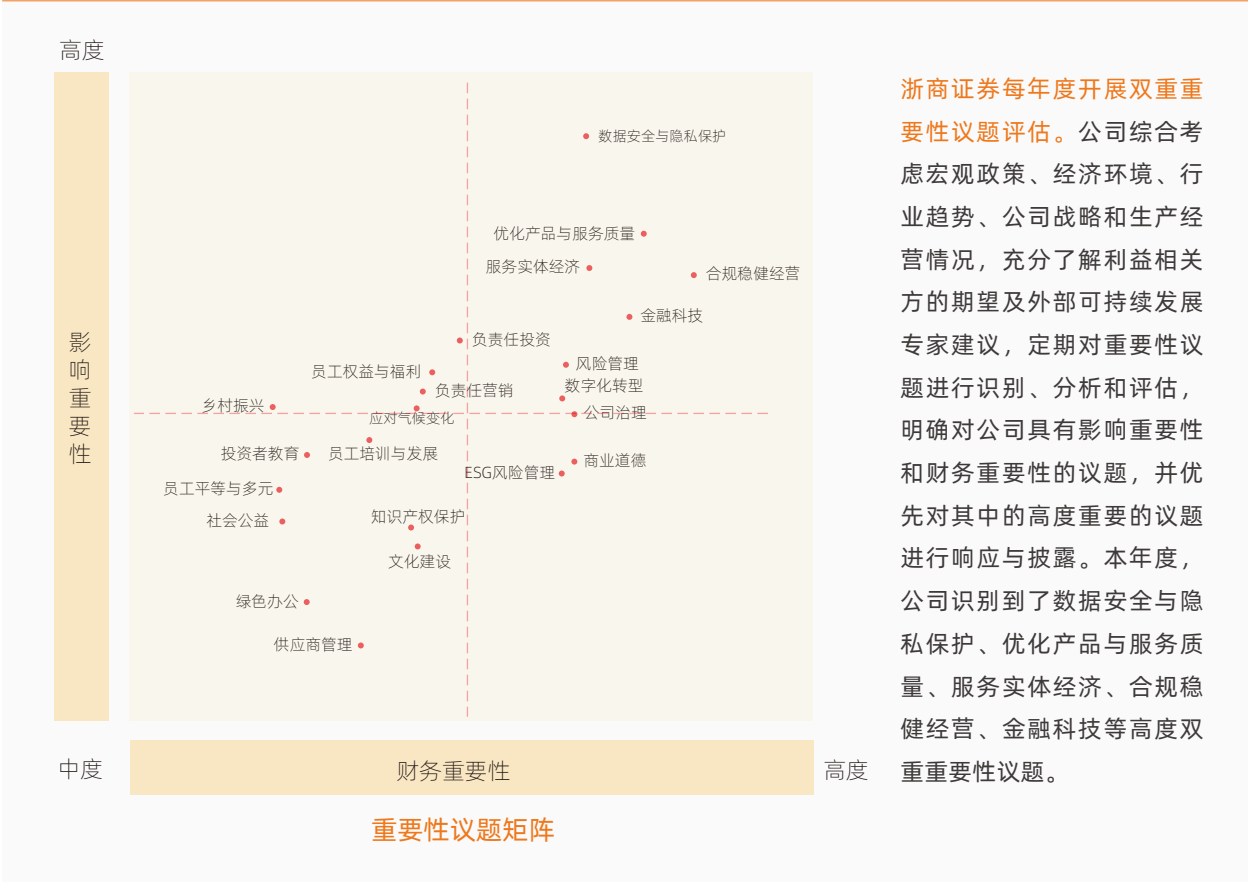 高度
影响重要性
数据安全与隐私保护
优化产品与服务质量
服务实体经济
合规稳健经营
金融科技
负责任投资
风险管理
员工权益与福利
数字化转型
负责任营销
乡村振兴
公司治理
应对气候变化
投资者教育
员工培训与发展
商业道德
ESG风险管理
员工平等与多元
社会公益
知识产权保护
文化建设
绿色办公
供应商管理
中度
财务重要性
高度
重要性议题矩阵
浙商证券每年度开展双重重
要性议题评估。公司综合考
虑宏观政策、经济环境、行
业趋势、公司战略和生产经
营情况，充分了解利益相关
方的期望及外部可持续发展
专家建议，定期对重要性议
题进行识别、分析和评估，
明确对公司具有影响重要性
和财务重要性的议题，并优
先对其中的高度重要的议题
进行响应与披露。本年度，
公司识别到了数据安全与隐
私保护、优化产品与服务质
量、服务实体经济、合规稳
健经营、金融科技等高度双
重重要性议题。